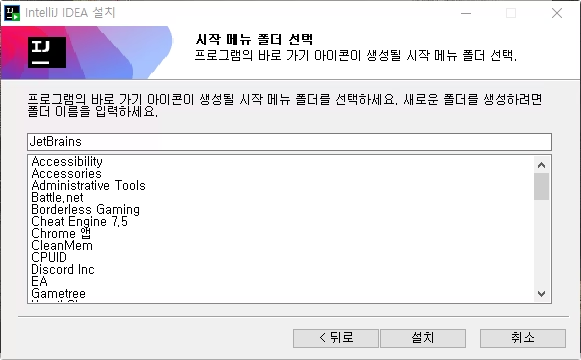 IntelliJ IDEA 설치
IJ
시작 메뉴 폴더 선택
프로그램의 바로 가기 아이콘이 생성될 시작 메뉴 폴더 선택.
프로그램의 바로 가기 아이콘이 생성될 시작 메뉴 폴더를 선택하세요. 새로운 폴더를 생성하려면
폴더 이름을 입력하세요.
JetBrains
Accessibility
Accessories
Administrative Tools
Battle.net
Borderless Gaming
Cheat Engine 7.5
Chrome 앱
CleanMem
CPUID
Discord Inc
EA
Gametree
< 뒤로
설치
취소